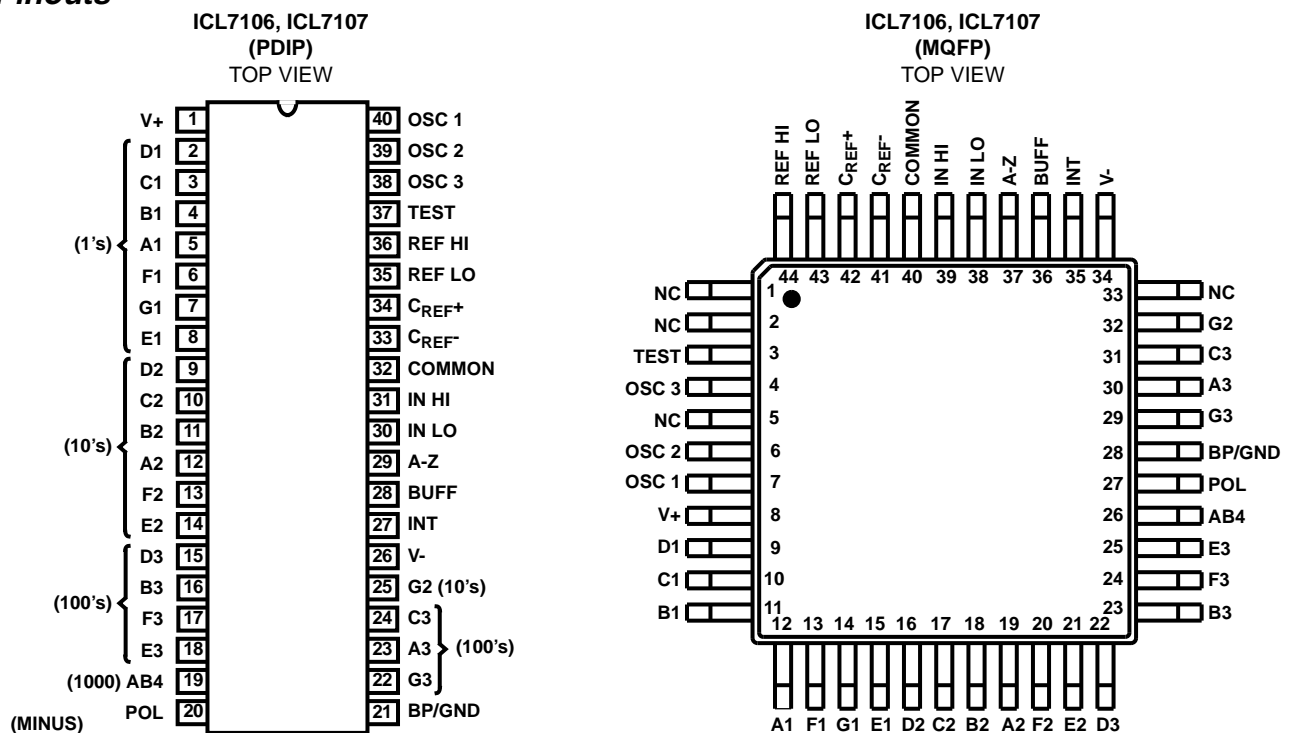 ICL7106, ICL7107
(PDIP)
TOP VIEW
V+ 1 40 OSC 1
D1 2 39 OSC 2
C1 3 38 OSC 3
B1 4 37 TEST
(1's) A1 5 36 REF HI
F1 6 35 REF LO
G1 7 34 CREF+
E1 8 33 CREF-
D2 9 32 COMMON
C2 10 31 IN HI
B2 11 30 IN LO
(10's)
A2 12 29 A-Z
F2 13 28 BUFF
E2 14 27 INT
D3 15 26 V-
B3 16 25 G2 (10's)
(100's)
F3 17 24 C3
E3 18 23 A3 (100's)
(1000) AB4 19 22 G3
POL 20 21 BP/GND
(MINUS)
ICL7106, ICL7107
(MQFP)
TOP VIEW
REF HI
REF LO
CREF+
CREF-
COMMON
IN HI
IN LO
A-Z
BUFF
INT
V-
44 43 42 41 40 39 38 37 36 35 34
NC 1 33 NC
NC 2 32 G2
TEST 3 31 C3
OSC 3 4 30 A3
NC 5 29 G3
OSC 2 6 28 BP/GND
OSC 1 7 27 POL
V+ 8 26 AB4
D1 9 25 E3
C1 10 24 F3
B1 11 23 B3
12 13 14 15 16 17 18 19 20 21 22
A1 F1 G1 E1 D2 C2 B2 A2 F2 E2 D3